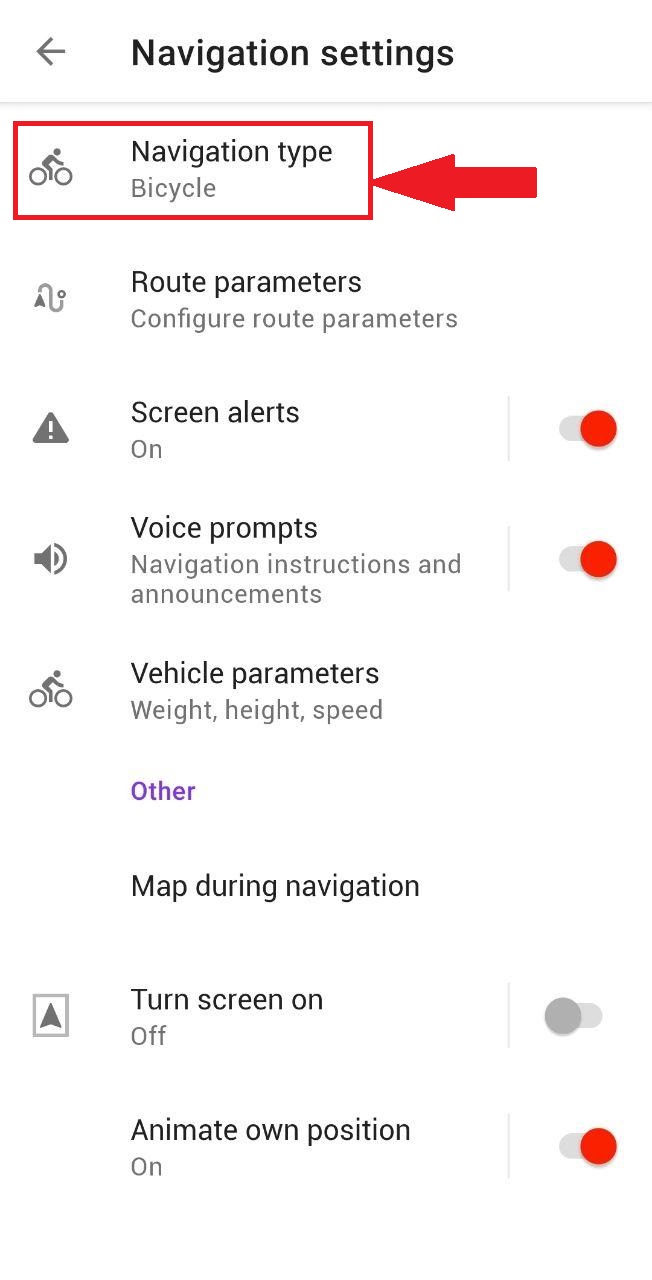 Navigation settings
Navigation type
Bicycle
Route parameters
Configure route parameters
Screen alerts
On
Voice prompts
Navigation instructions and
announcements
Vehicle parameters
Weight, height, speed
Other
Map during navigation
Turn screen on
Off
Animate own position
On